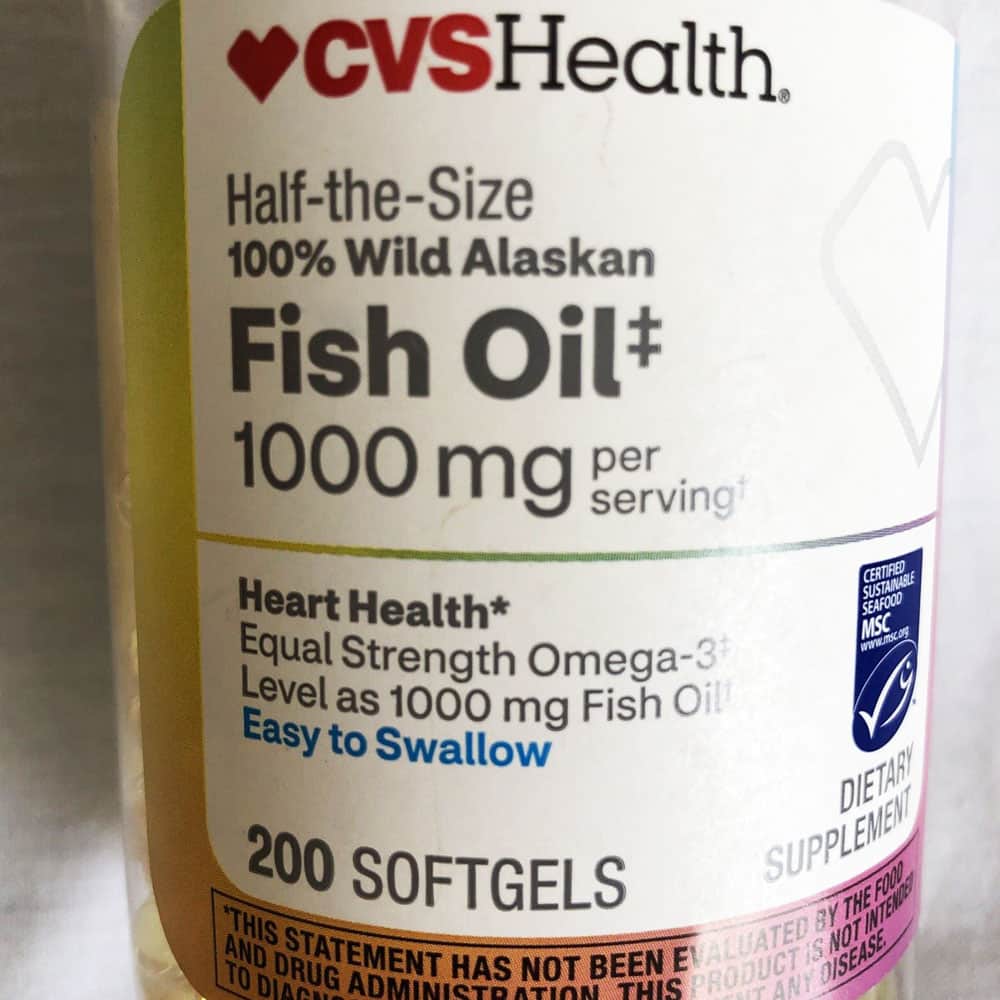 CVSHealth®
Half-the-Size
100% Wild Alaskan
Fish Oil‡
1000 mg per
serving†
Heart Health*
Equal Strength Omega-3‡
Level as 1000 mg Fish Oil†
Easy to Swallow
CERTIFIED
SUSTAINABLE
SEAFOOD
MSC
www.msc.org
™
DIETARY
SUPPLEMENT
200 SOFTGELS
*THIS STATEMENT HAS NOT BEEN EVALUATED BY THE FOOD
AND DRUG ADMINISTRATION. THIS PRODUCT IS NOT INTENDED
TO ANY DISEASE.